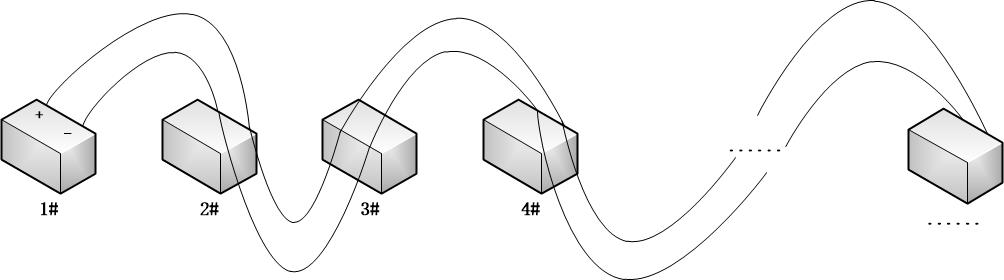 +
−
1# 2# 3# 4#
......
......